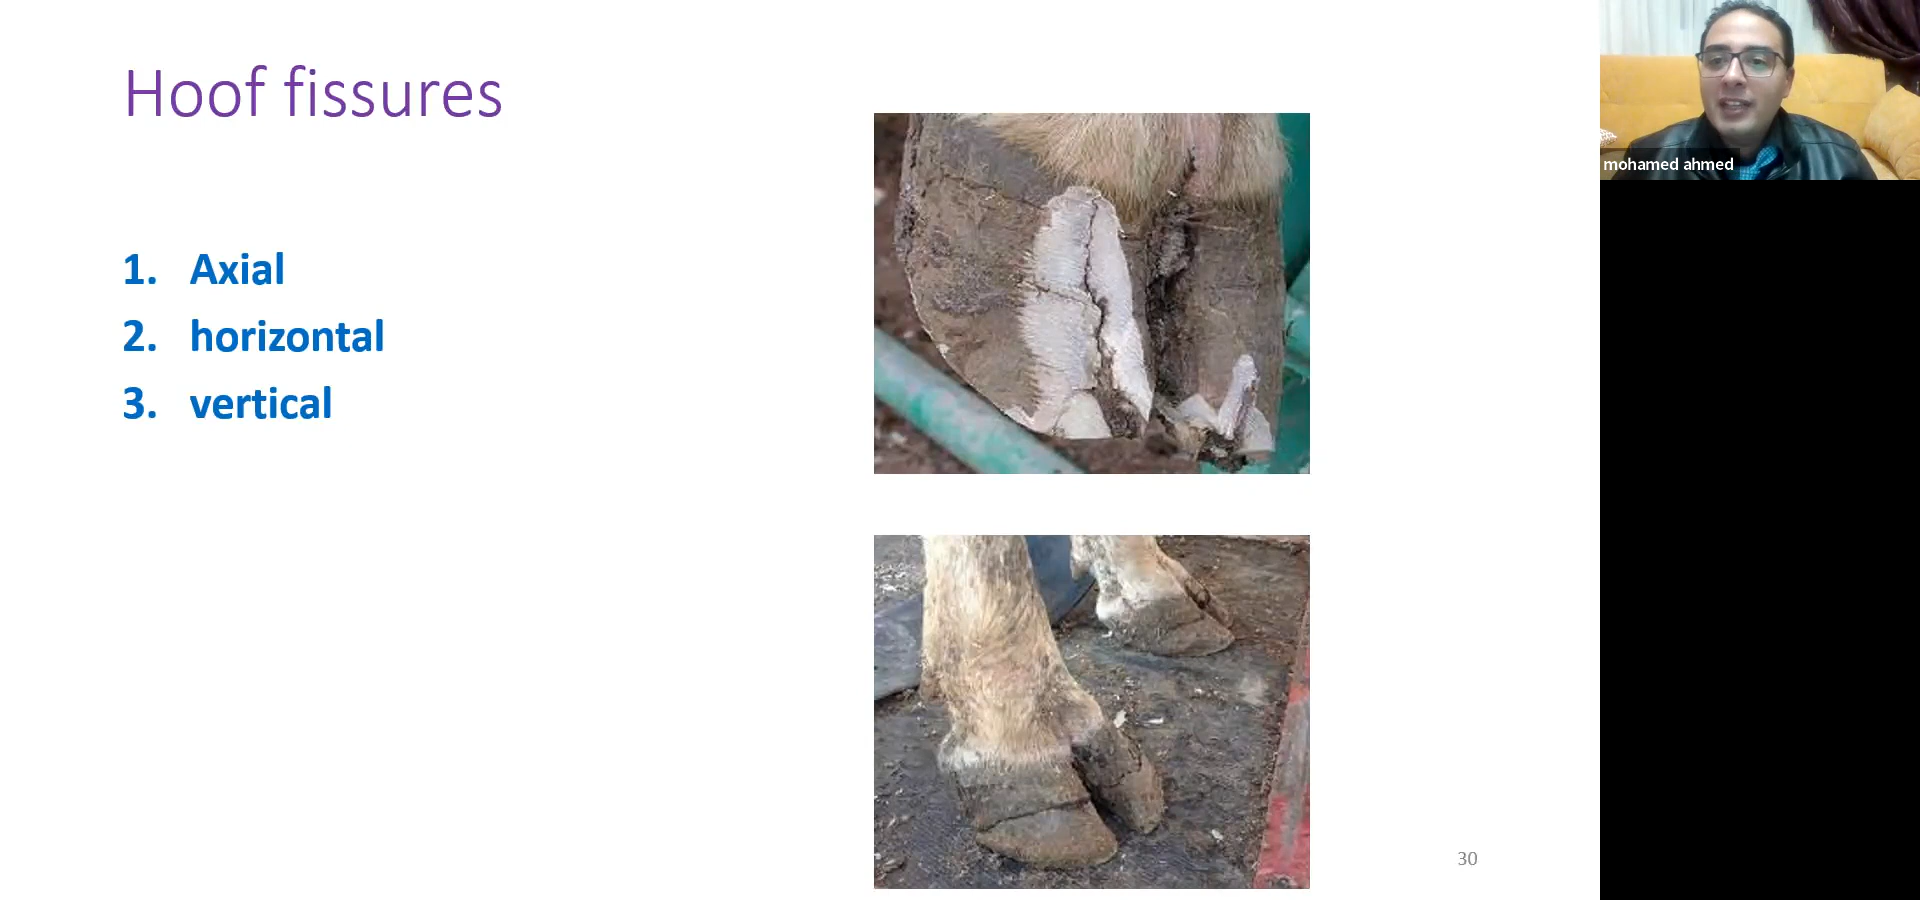 Hoof fissures
1. Axial
2. horizontal
3. vertical
mohamed ahmed
30